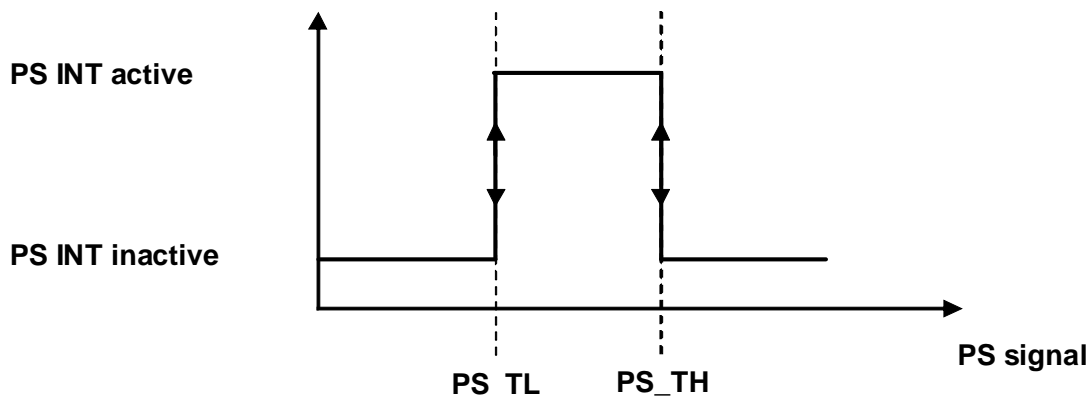 PS INT active
PS INT inactive
PS signal
PS TL
PS_TH